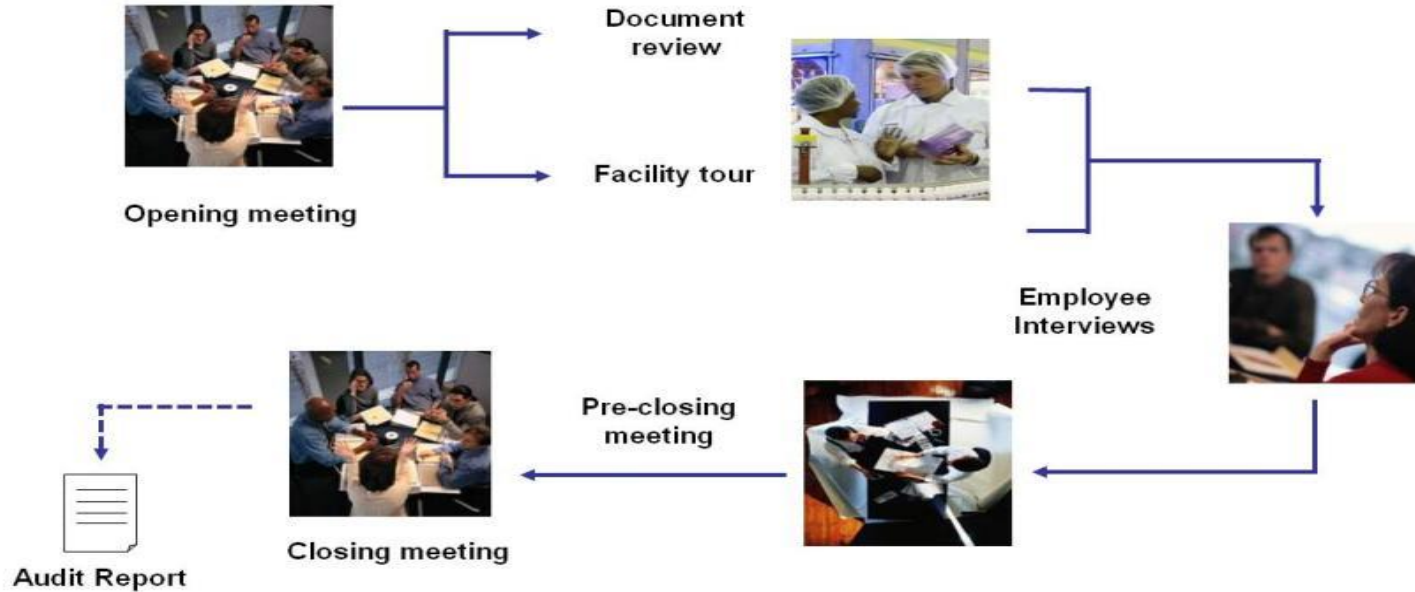 Document
review
Facility tour
Opening meeting
Employee
Interviews
Pre-closing
meeting
Closing meeting
Audit Report